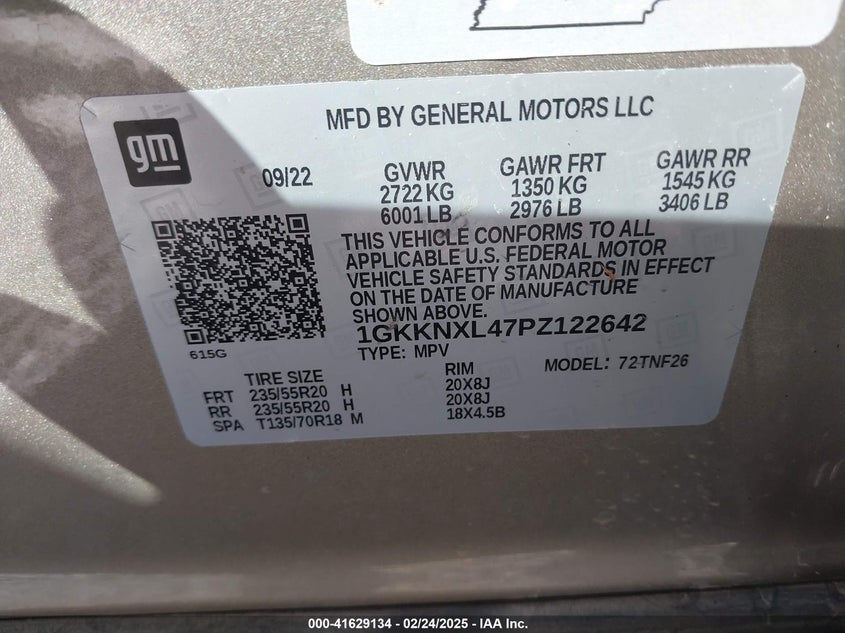 MFD BY GENERAL MOTORS LLC
gm
09/22
GVWR
2722 KG
6001 LB
GAWR FRT
1350 KG
2976 LB
GAWR RR
1545 KG
3406 LB
THIS VEHICLE CONFORMS TO ALL
APPLICABLE U.S. FEDERAL MOTOR
VEHICLE SAFETY STANDARDS IN EFFECT
ON THE DATE OF MANUFACTURE
SHOWN ABOVE.
1GKKNXL47PZ122642
615G
TYPE: MPV
MODEL: 72TNF26
TIRE SIZE
RIM
FRT 235/55R20 H 20X8J
RR 235/55R20 H 20X8J
SPA T135/70R18 M 18X4.5B
000-41629134 - 02/24/2025 - IAA Inc.